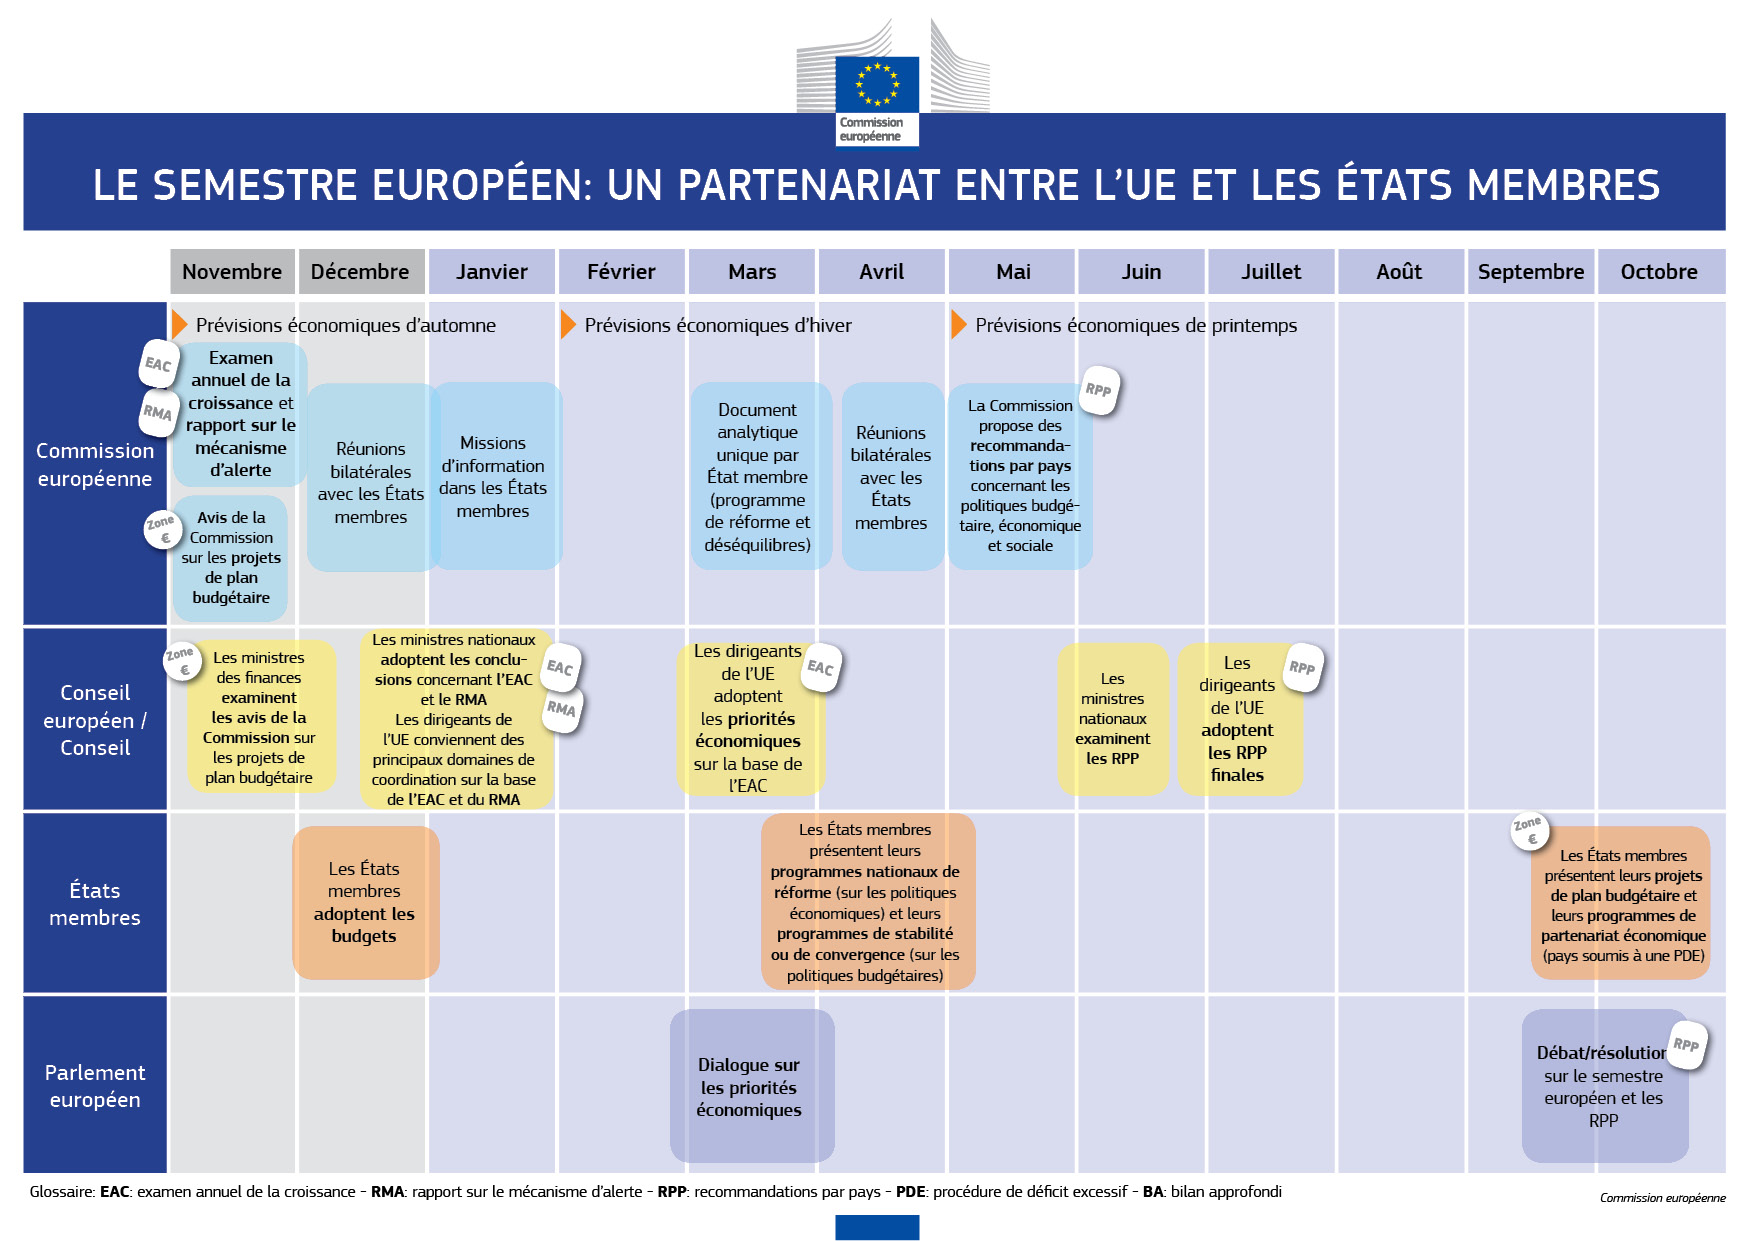 Commission
européenne
LE SEMESTRE EUROPÉEN: UN PARTENARIAT ENTRE L’UE ET LES ÉTATS MEMBRES
Novembre
Décembre
Janvier
Février
Mars
Avril
Mai
Juin
Juillet
Août
Septembre
Octobre
Commission
européenne
Prévisions économiques d’automne
Prévisions économiques d’hiver
Prévisions économiques de printemps
EAC
RMA
Examen
annuel de la
croissance et
rapport sur le
mécanisme
d’alerte
Zone
€
Avis de la
Commission
sur les projets
de plan
budgétaire
Réunions
bilatérales
avec les États
membres
Missions
d’information
dans les États
membres
Document
analytique
unique par
État membre
(programme
de réforme et
déséquilibres)
Réunions
bilatérales
avec les
États
membres
RPP
La Commission
propose des
recommanda-
tions par pays
concernant les
politiques budgé-
taire, économique
et sociale
Conseil
européen /
Conseil
Zone
€
Les ministres
des finances
examinent
les avis de la
Commission sur
les projets de
plan budgétaire
Les ministres nationaux
adoptent les conclu-
sions concernant l’EAC
et le RMA
Les dirigeants de
l’UE conviennent des
principaux domaines de
coordination sur la base
de l’EAC et du RMA
EAC
RMA
Les dirigeants
de l’UE
adoptent
les priorités
économiques
sur la base de
l’EAC
EAC
Les
ministres
nationaux
examinent
les RPP
Les
dirigeants
de l’UE
adoptent
les RPP
finales
RPP
États
membres
Les États
membres
adoptent les
budgets
Les États membres
présentent leurs
programmes nationaux de
réforme (sur les politiques
économiques) et leurs
programmes de stabilité
ou de convergence (sur les
politiques budgétaires)
Zone
€
Les États membres
présentent leurs projets
de plan budgétaire et
leurs programmes de
partenariat économique
(pays soumis à une PDE)
Parlement
européen
Dialogue sur
les priorités
économiques
Débat/résolution
sur le semestre
européen et les
RPP
RPP
Glossaire: EAC: examen annuel de la croissance - RMA: rapport sur le mécanisme d’alerte - RPP: recommandations par pays - PDE: procédure de déficit excessif - BA: bilan approfondi
Commission européenne